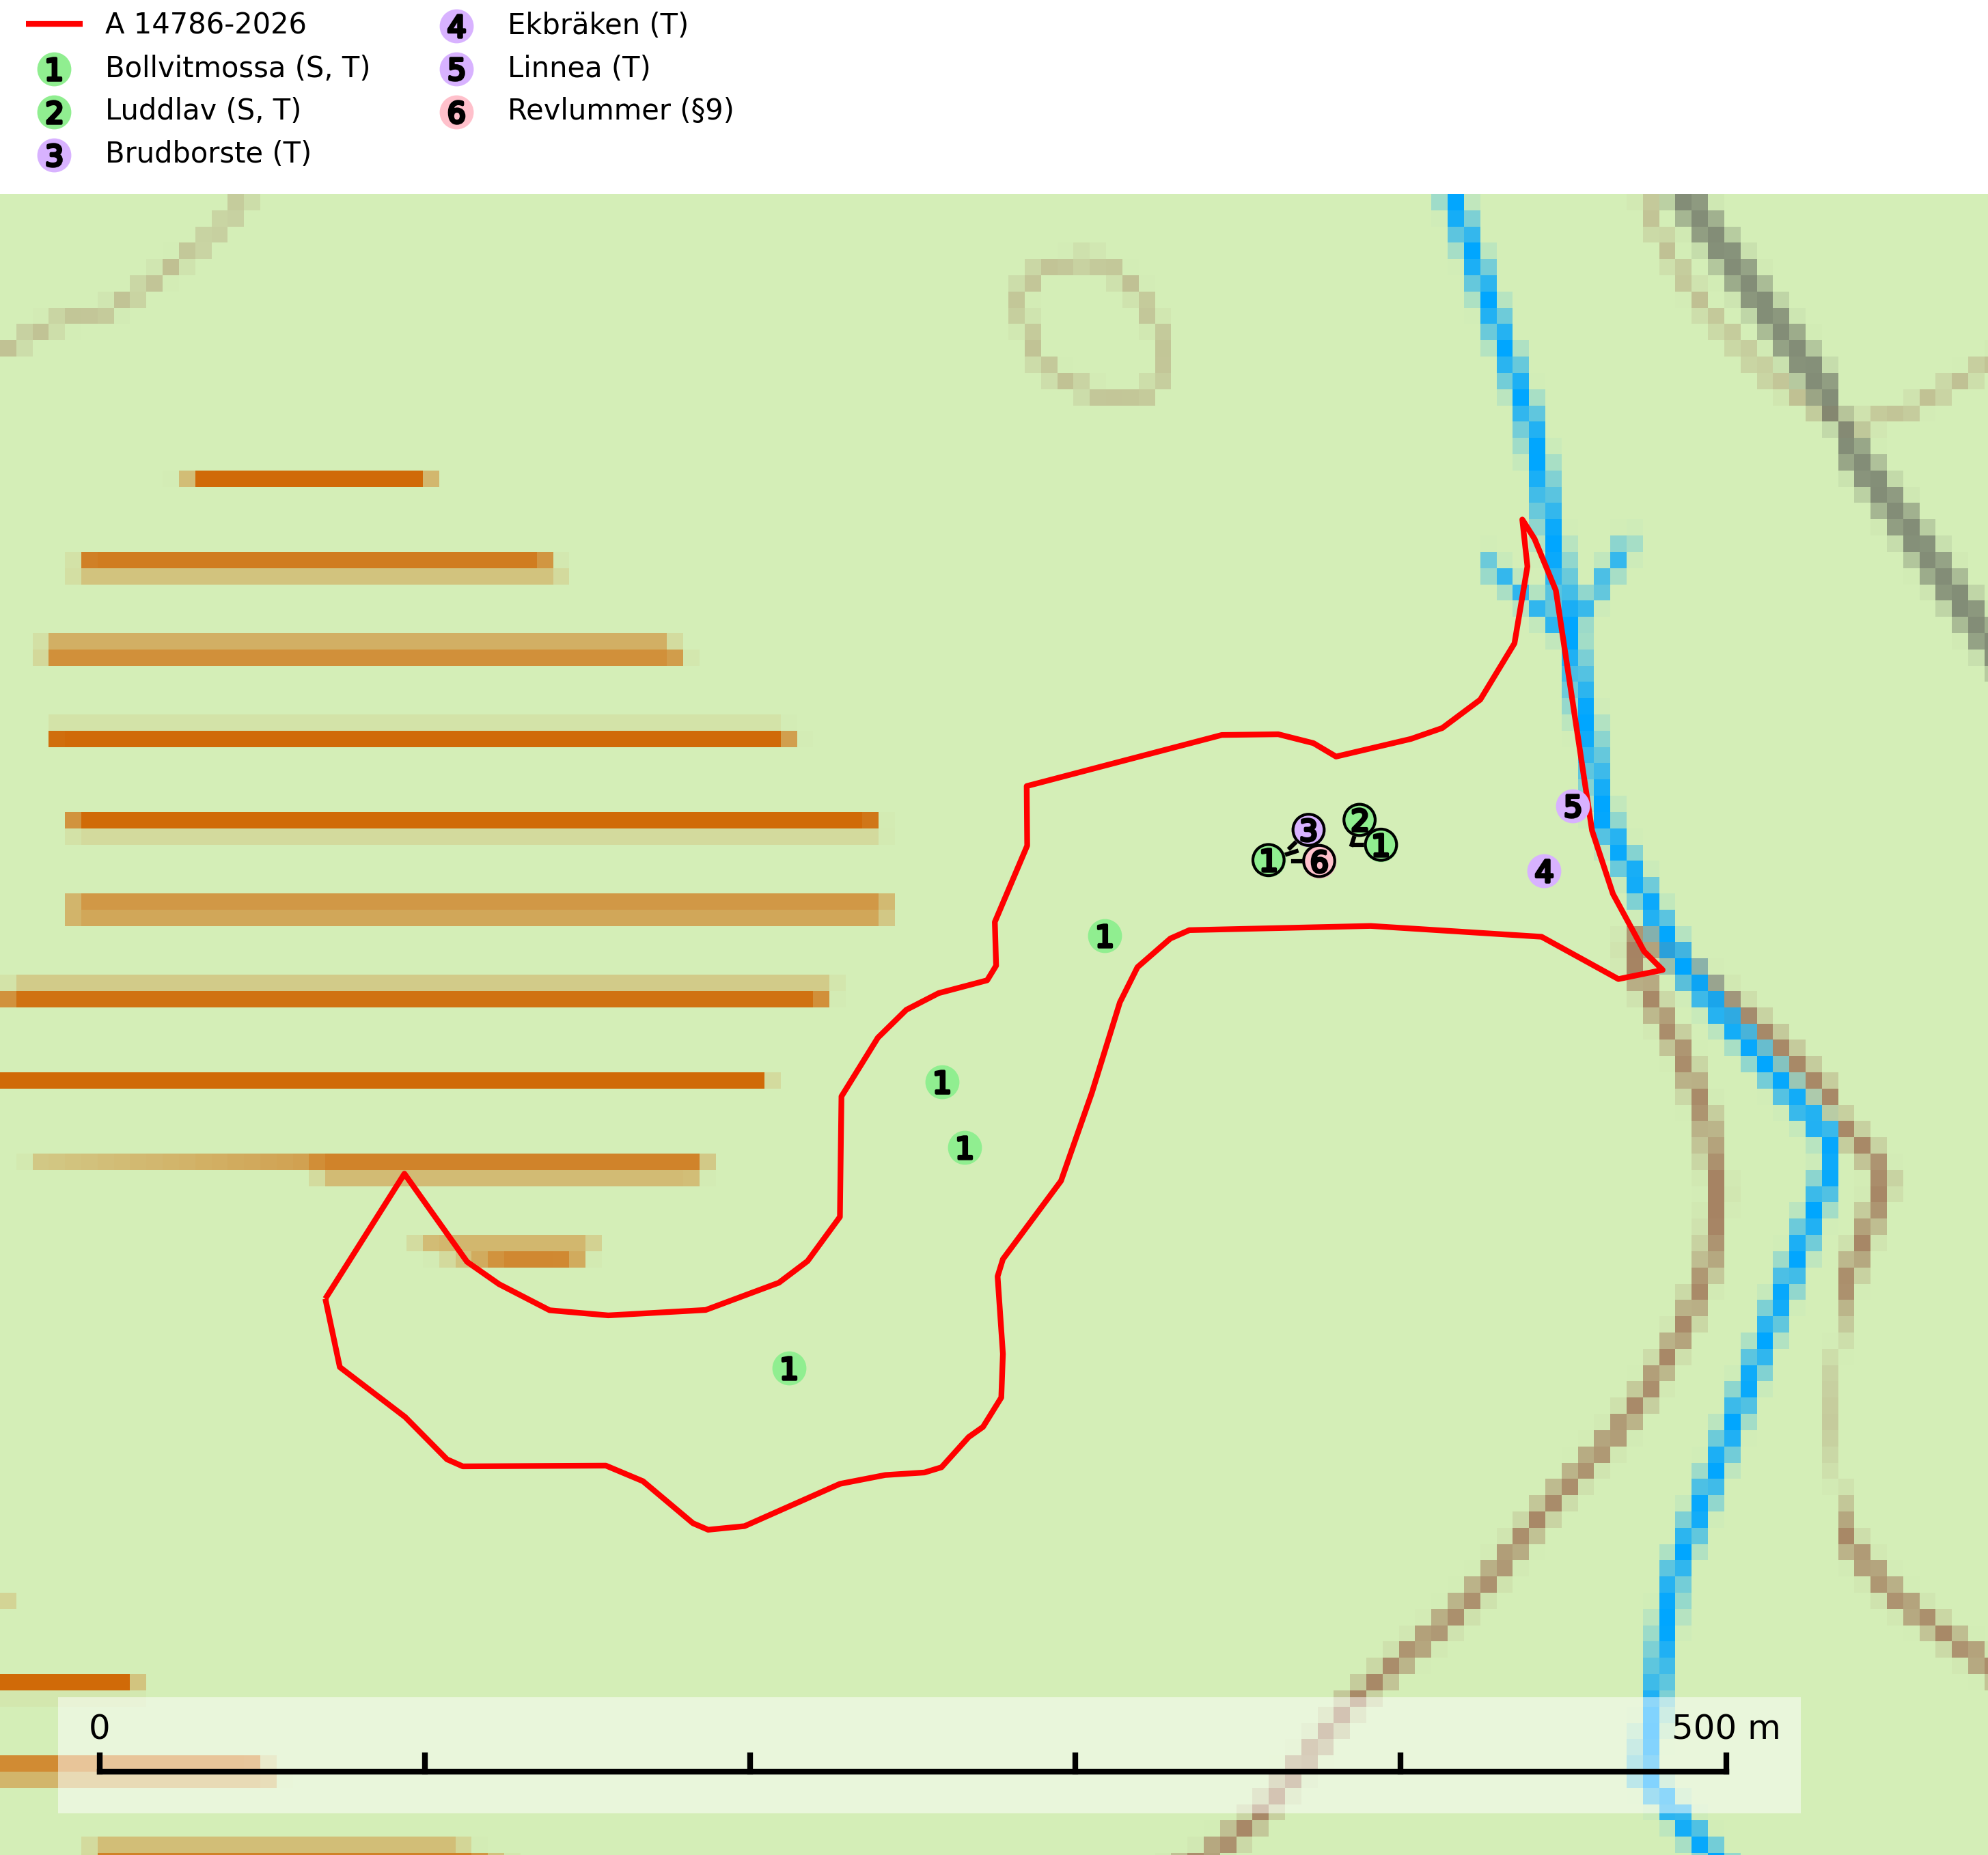 A 14786-2026
1 Bollvitmossa (S, T)
2 Luddlav (S, T)
3 Brudborste (T)
4 Ekbräken (T)
5 Linnea (T)
6 Revlummer (§9)
5
2
3
1
1
6
4
1
1
1
1
0
500 m